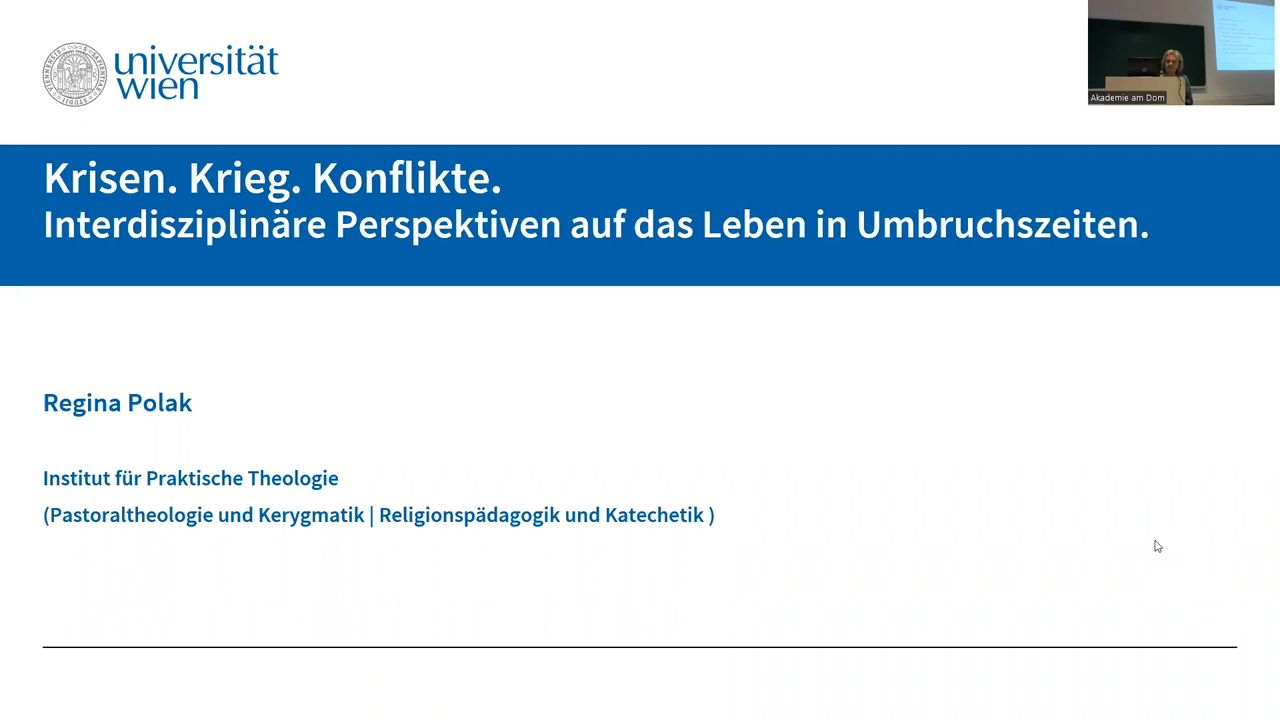 universität
wien
Akademie am Dom
Krisen. Krieg. Konflikte.
Interdisziplinäre Perspektiven auf das Leben in Umbruchszeiten.
Regina Polak
Institut für Praktische Theologie
(Pastoraltheologie und Kerygmatik | Religionspädagogik und Katechetik )